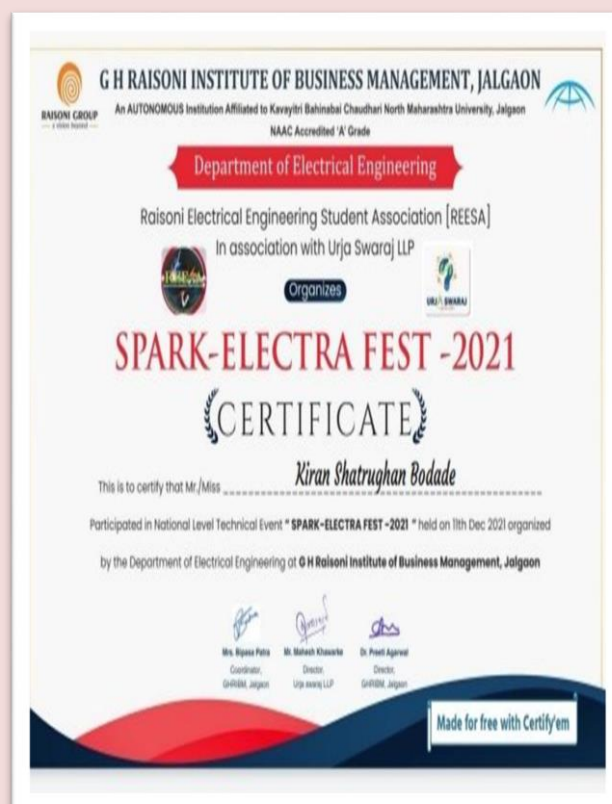 G H RAISONI INSTITUTE OF BUSINESS MANAGEMENT, JALGAON
RAISONI GROUP
a vision beyond
An AUTONOMOUS Institution Affiliated to Kavayitri Bahinabai Chaudhari North Maharashtra University, Jalgaon
NAAC Accredited 'A' Grade
Department of Electrical Engineering
Raisoni Electrical Engineering Student Association [REESA]
In association with Urja Swaraj LLP
REESA
Organizes
URJA SWARAJ
SPARK-ELECTRA FEST -2021
CERTIFICATE
This is to certify that Mr./Miss Kiran Shatrughan Bodade
Participated in National Level Technical Event " SPARK-ELECTRA FEST -2021 " held on 11th Dec 2021 organized
by the Department of Electrical Engineering at G H Raisoni Institute of Business Management, Jalgaon
Mrs. Bipasa Patra Mr. Mahesh Khawarke Dr. Preeti Agarwal
Coordinator, Director, Director,
GHRIBM, Jalgaon Urja swaraj LLP GHRIBM, Jalgaon
Made for free with Certify'em